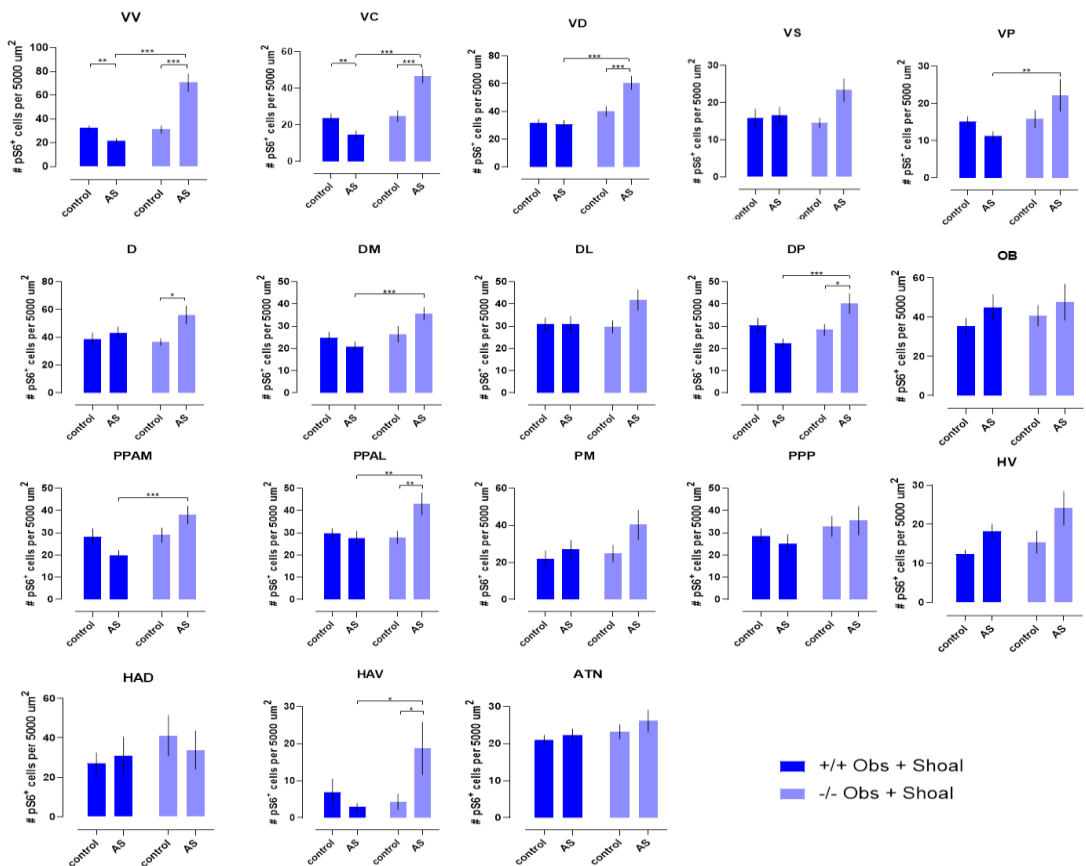 VV
# pS6⁺ cells per 5000 um²
100
80
60
40
20
0
**
***
***
control
AS
control
AS
VC
# pS6⁺ cells per 5000 um²
60
40
20
0
**
***
***
control
AS
control
AS
VD
# pS6⁺ cells per 5000 um²
80
60
40
20
0
***
***
control
AS
control
AS
VS
# pS6⁺ cells per 5000 um²
40
30
20
10
0
control
AS
control
AS
VP
# pS6⁺ cells per 5000 um²
40
30
20
10
0
**
control
AS
control
AS
D
# pS6⁺ cells per 5000 um²
80
60
40
20
0
*
control
AS
control
AS
DM
# pS6⁺ cells per 5000 um²
50
40
30
20
10
0
***
control
AS
control
AS
DL
# pS6⁺ cells per 5000 um²
50
40
30
20
10
0
control
AS
control
AS
DP
# pS6⁺ cells per 5000 um²
50
40
30
20
10
0
***
*
control
AS
control
AS
OB
# pS6⁺ cells per 5000 um²
60
40
20
0
control
AS
control
AS
PPAM
# pS6⁺ cells per 5000 um²
50
40
30
20
10
0
***
control
AS
control
AS
PPAL
# pS6⁺ cells per 5000 um²
50
40
30
20
10
0
**
**
control
AS
control
AS
PM
# pS6⁺ cells per 5000 um²
60
40
20
0
control
AS
control
AS
PPP
# pS6⁺ cells per 5000 um²
50
40
30
20
10
0
control
AS
control
AS
HV
# pS6⁺ cells per 5000 um²
30
20
10
0
control
AS
control
AS
HAD
# pS6⁺ cells per 5000 um²
60
40
20
0
control
AS
control
AS
HAV
# pS6⁺ cells per 5000 um²
30
20
10
0
*
*
control
AS
control
AS
ATN
# pS6⁺ cells per 5000 um²
30
20
10
0
control
AS
control
AS
+/+ Obs + Shoal
-/- Obs + Shoal